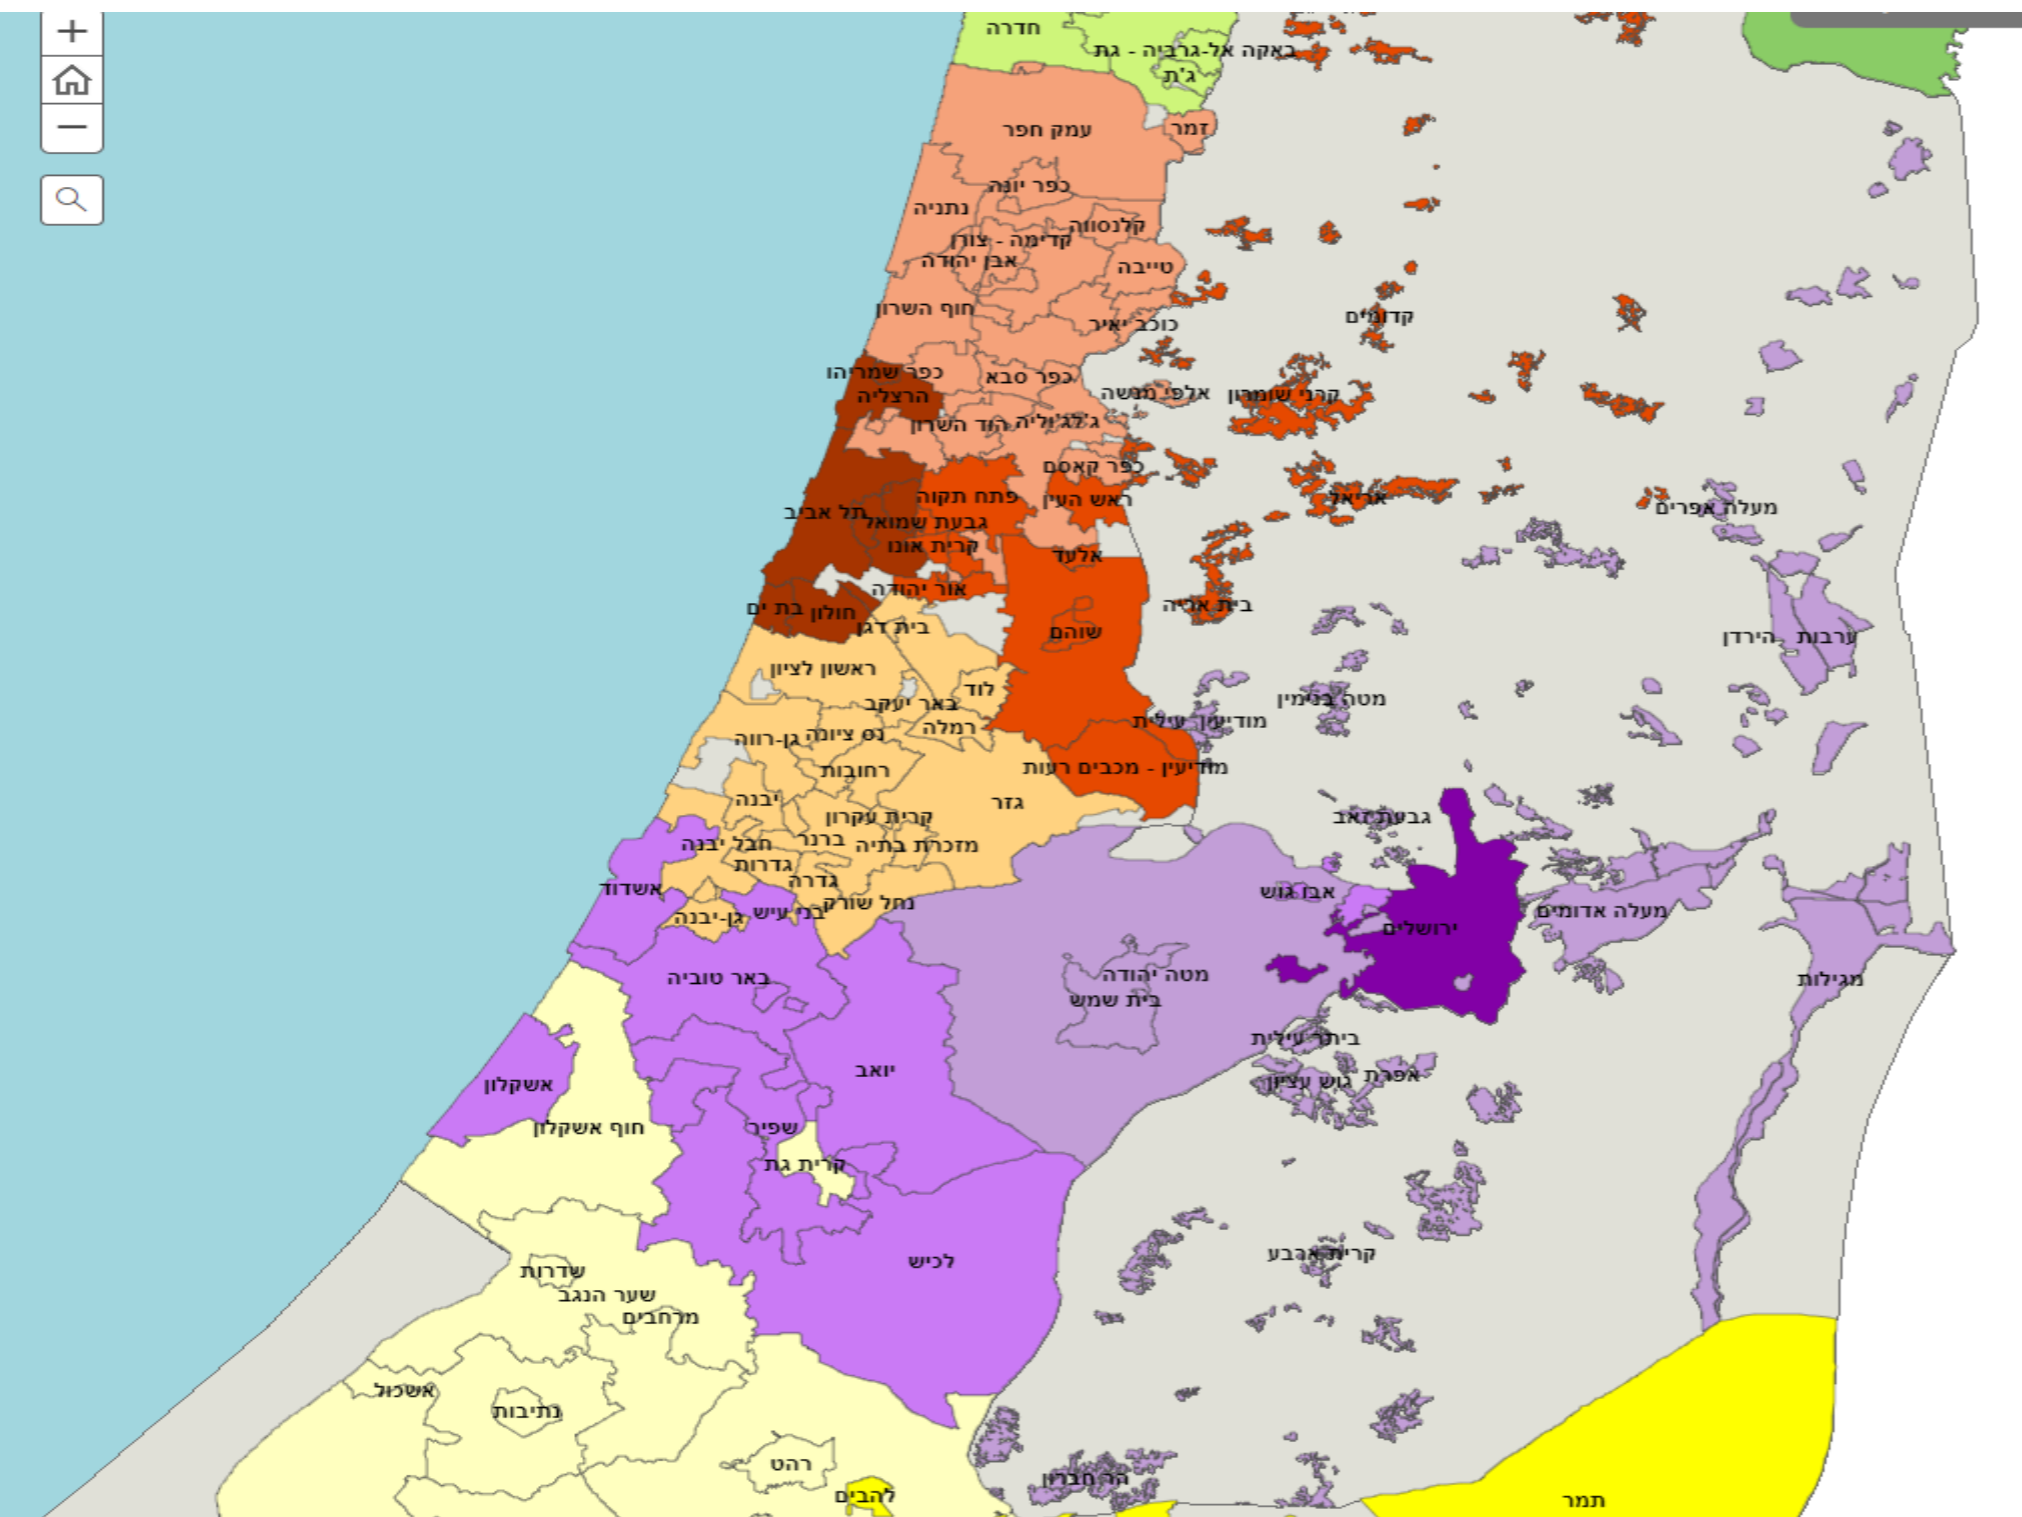 חדרה
באקה אל-גרביה - גת
ג'ת
עמק חפר
זמר
כפר יונה
נתניה
קלנסווה
קדימה - צורן
אבן יהודה
טייבה
חוף השרון
כוכב יאיר
קדומים
כפר שמריהו
כפר סבא
הרצליה
אלפי מנשה
קרני שומרון
הוד השרון
ג'לג'וליה
כפר קאסם
פתח תקוה
ראש העין
אריאל
מעלה אפרים
תל אביב
גבעת שמואל
קרית אונו
אלעד
אור יהודה
בת ים
חולון
בית אריה
בית דגן
שוהם
ערבות הירדן
ראשון לציון
לוד
באר יעקב
מטה בנימין
רמלה
מודיעין עילית
גן-רווה
נס ציונה
רחובות
מודיעין - מכבים רעות
יבנה
גזר
קרית עקרון
גבעת זאב
חבל יבנה
ברנר
מזכרת בתיה
גדרות
גדרה
אשדוד
אבו גוש
נחל שורק
בני עיש
גן-יבנה
מעלה אדומים
ירושלים
באר טוביה
מטה יהודה
בית שמש
מגילות
ביתר עילית
יואב
אשקלון
גוש עציון
אפרת
חוף אשקלון
שפיר
קרית גת
קרית ארבע
לכיש
שדרות
שער הנגב
מרחבים
אשכול
נתיבות
רהט
הר חברון
להבים
תמר